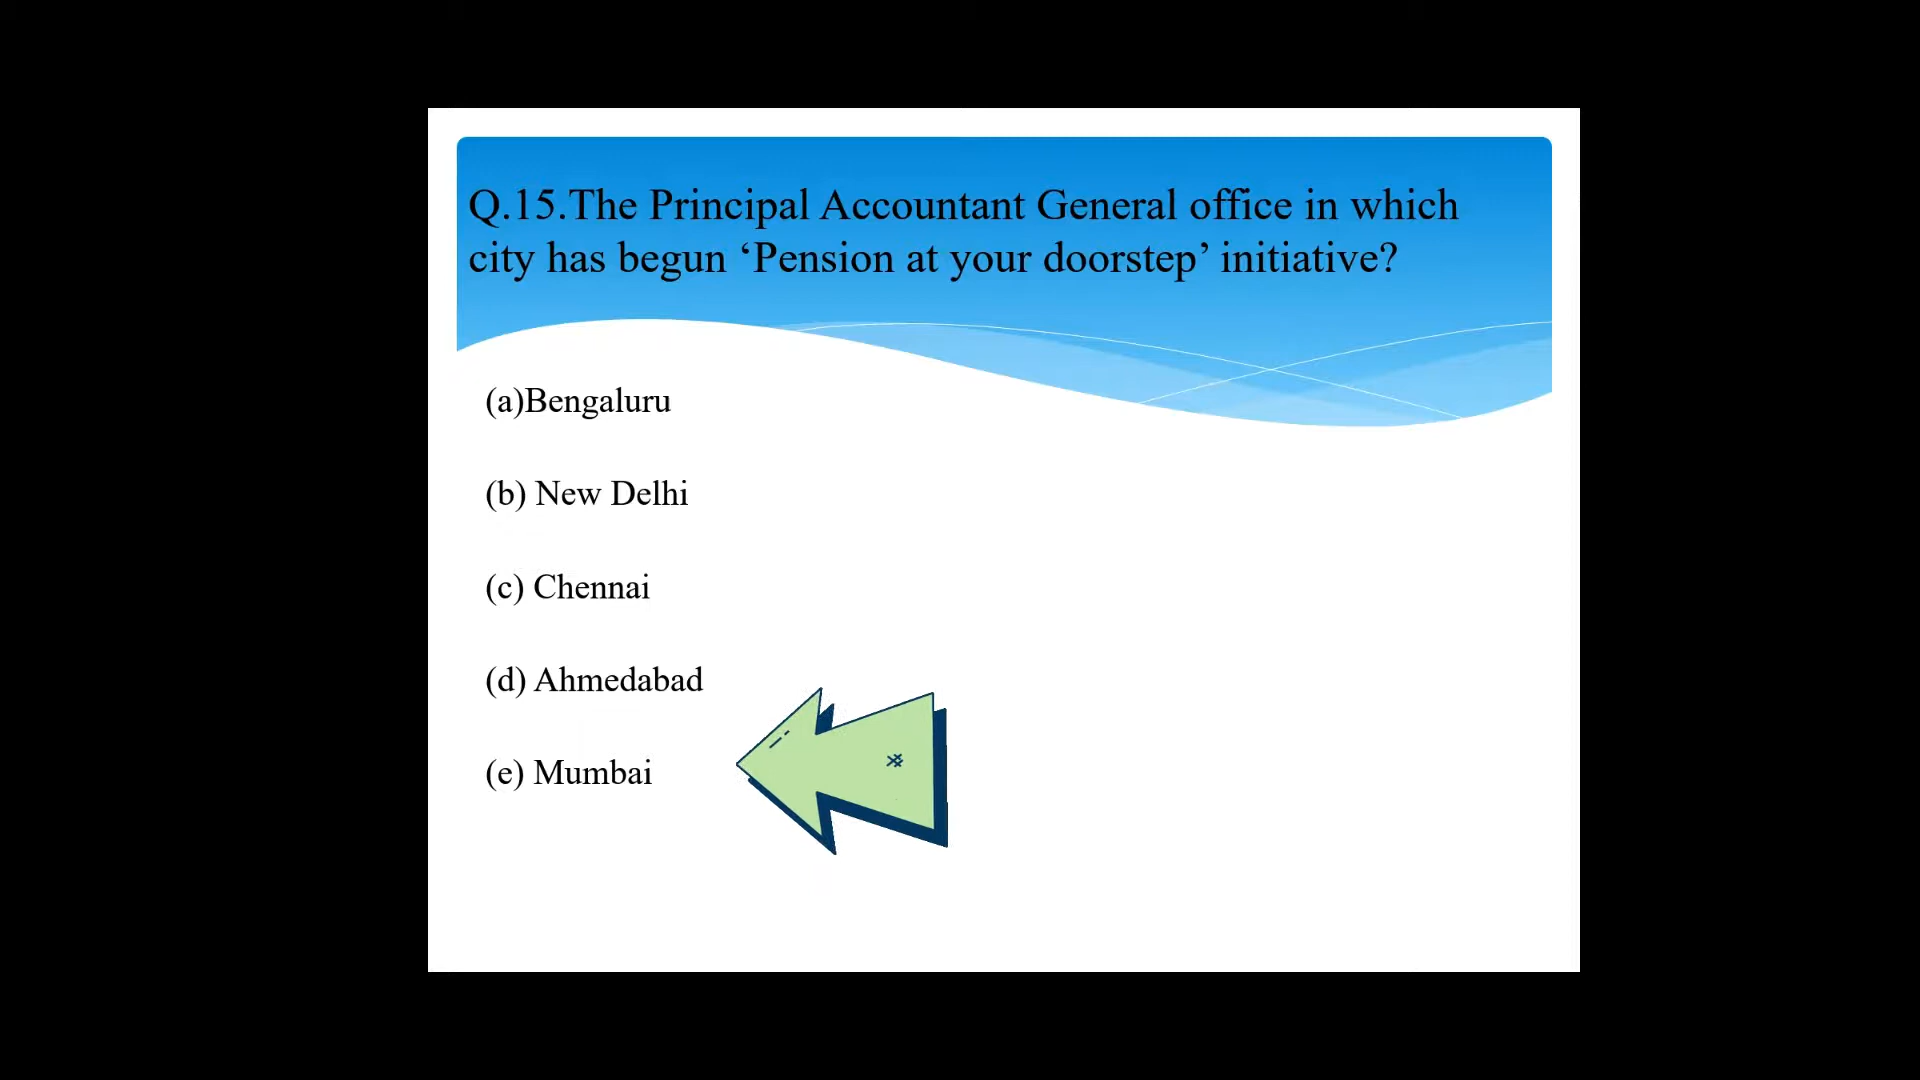 Q.15.The Principal Accountant General office in which
city has begun ‘Pension at your doorstep’ initiative?
(a)Bengaluru
(b) New Delhi
(c) Chennai
(d) Ahmedabad
(e) Mumbai